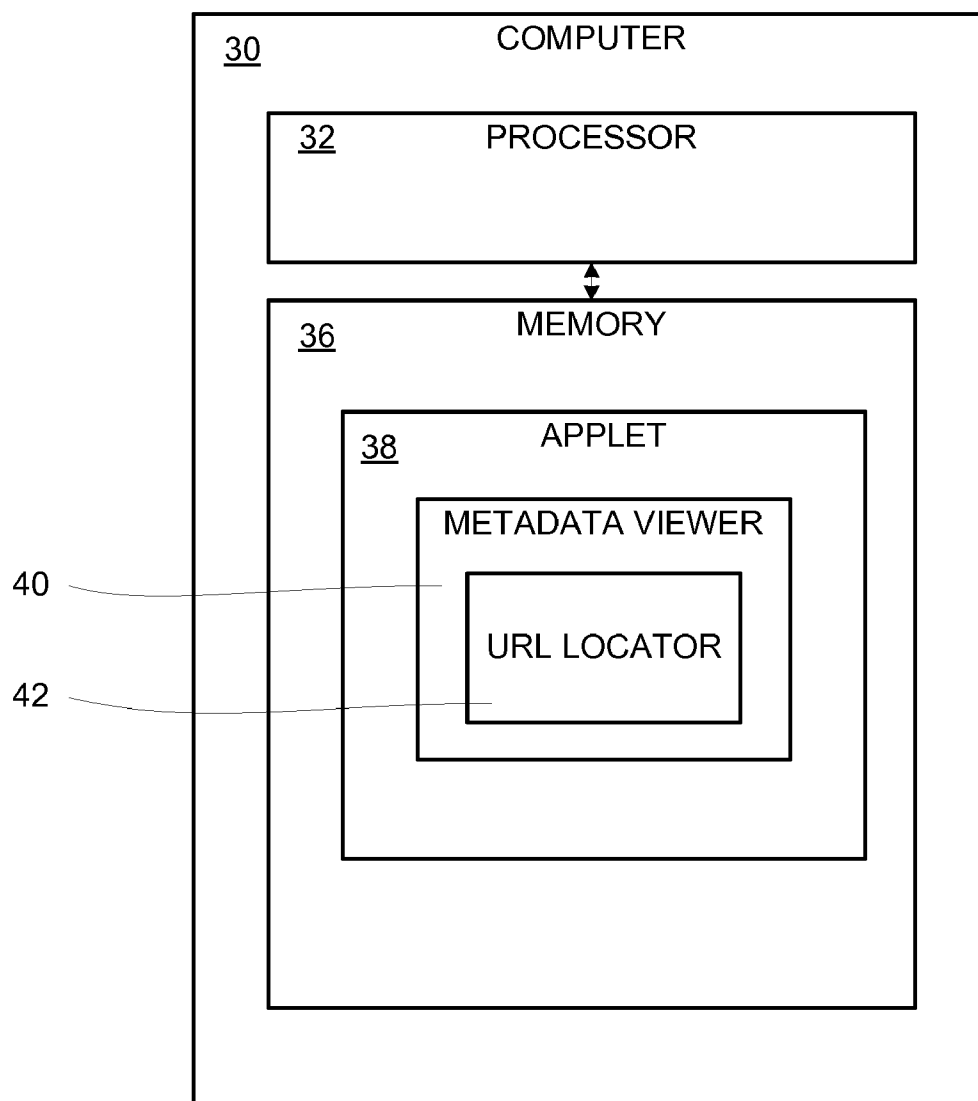 COMPUTER
30
32
PROCESSOR
MEMORY
36
APPLET
38
METADATA VIEWER
40
URL LOCATOR
42